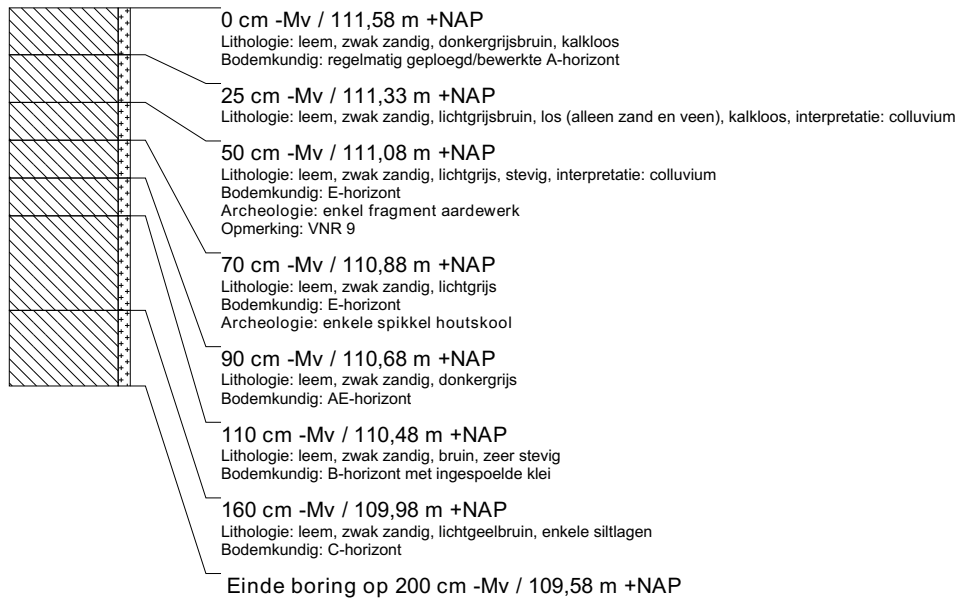 0 cm -Mv / 111,58 m +NAP
Lithologie: leem, zwak zandig, donkergrijsbruin, kalkloos
Bodemkundig: regelmatig geploegd/bewerkte A-horizont
25 cm -Mv / 111,33 m +NAP
Lithologie: leem, zwak zandig, lichtgrijsbruin, los (alleen zand en veen), kalkloos, interpretatie: colluvium
50 cm -Mv / 111,08 m +NAP
Lithologie: leem, zwak zandig, lichtgrijs, stevig, interpretatie: colluvium
Bodemkundig: E-horizont
Archeologie: enkel fragment aardewerk
Opmerking: VNR 9
70 cm -Mv / 110,88 m +NAP
Lithologie: leem, zwak zandig, lichtgrijs
Bodemkundig: E-horizont
Archeologie: enkele spikkel houtskool
90 cm -Mv / 110,68 m +NAP
Lithologie: leem, zwak zandig, donkergrijs
Bodemkundig: AE-horizont
110 cm -Mv / 110,48 m +NAP
Lithologie: leem, zwak zandig, bruin, zeer stevig
Bodemkundig: B-horizont met ingespoelde klei
160 cm -Mv / 109,98 m +NAP
Lithologie: leem, zwak zandig, lichtgeelbruin, enkele siltlagen
Bodemkundig: C-horizont
Einde boring op 200 cm -Mv / 109,58 m +NAP